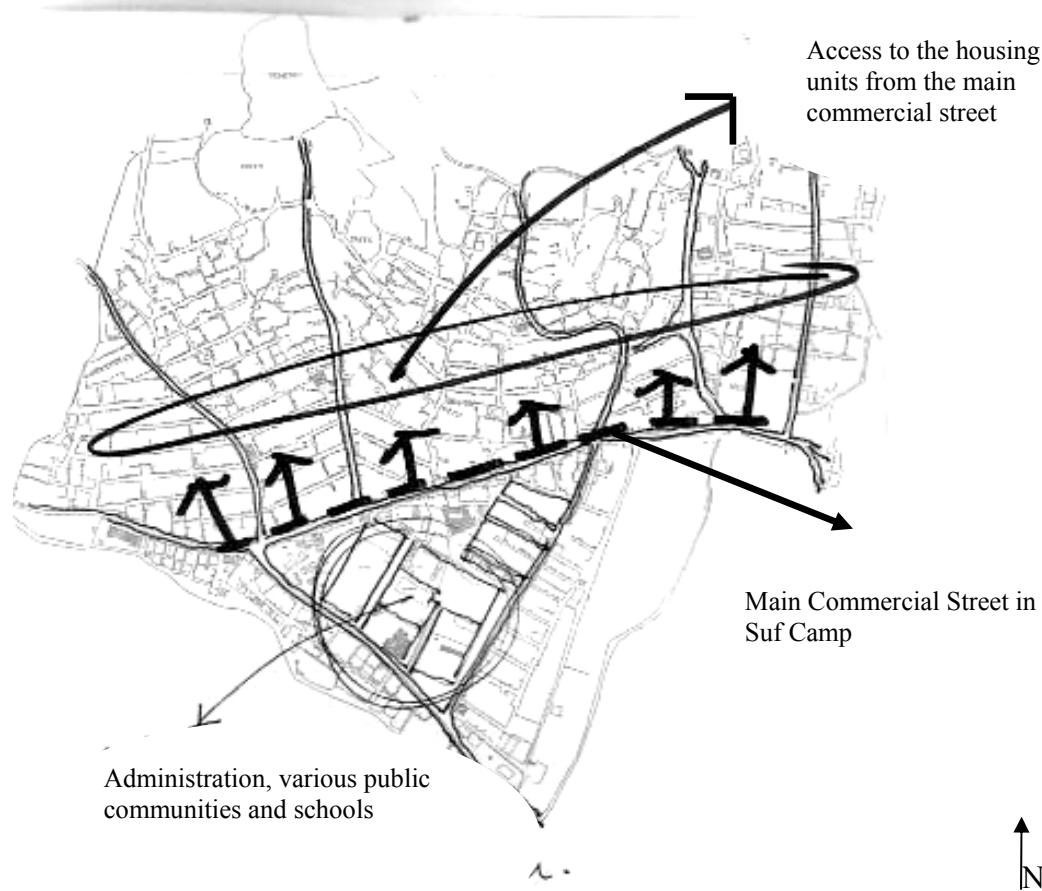 Access to the housing
units from the main
commercial street
Main Commercial Street in
Suf Camp
Administration, various public
communities and schools
N